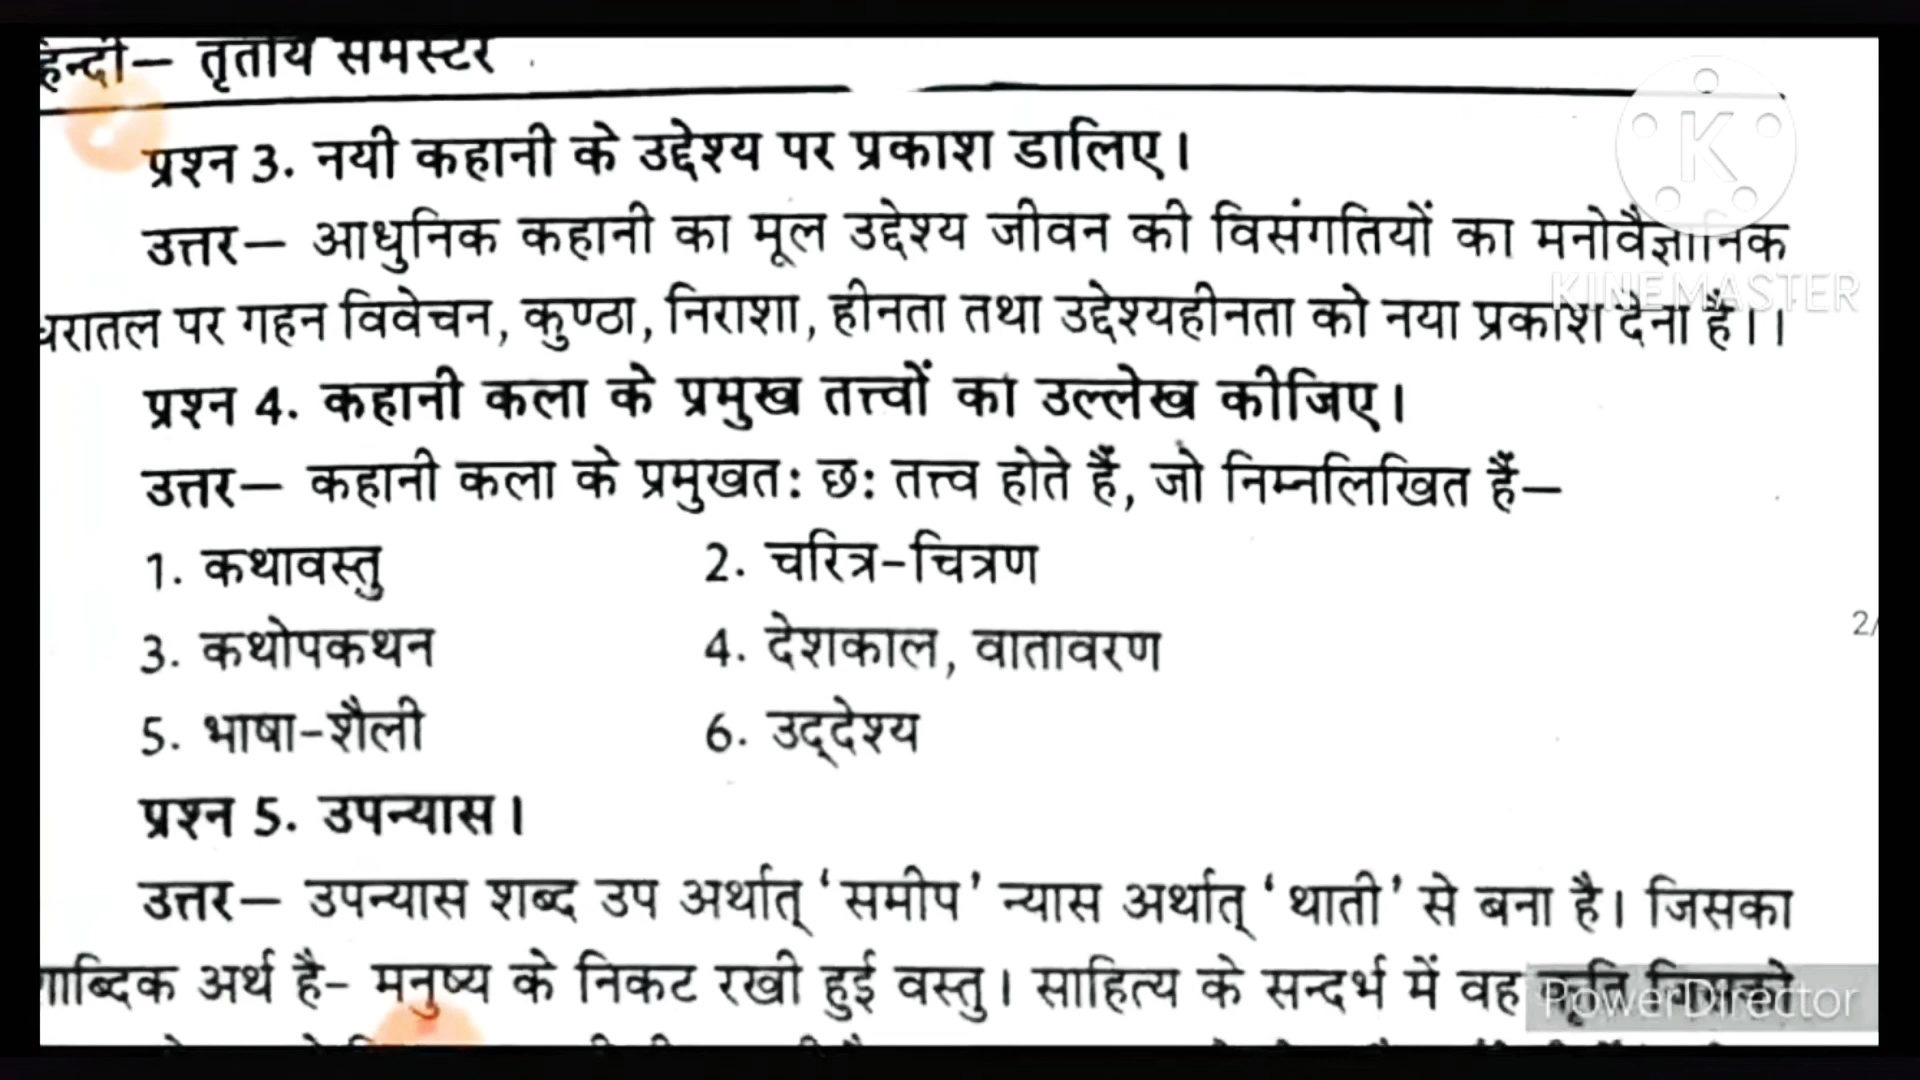 हिन्दी— तृतीय समेस्टर
प्रश्न 3. नयी कहानी के उद्देश्य पर प्रकाश डालिए।
उत्तर— आधुनिक कहानी का मूल उद्देश्य जीवन की विसंगतियों का मनोवैज्ञानिक
धरातल पर गहन विवेचन, कुण्ठा, निराशा, हीनता तथा उद्देश्यहीनता को नया प्रकाश देना है।।
KINEMASTER
प्रश्न 4. कहानी कला के प्रमुख तत्त्वों का उल्लेख कीजिए।
उत्तर— कहानी कला के प्रमुखतः छः तत्त्व होते हैं, जो निम्नलिखित हैं—
1. कथावस्तु 2. चरित्र-चित्रण
3. कथोपकथन 4. देशकाल, वातावरण
2/
5. भाषा-शैली 6. उद्देश्य
प्रश्न 5. उपन्यास।
उत्तर— उपन्यास शब्द उप अर्थात् ‘समीप’ न्यास अर्थात् ‘थाती’ से बना है। जिसका
शाब्दिक अर्थ है- मनुष्य के निकट रखी हुई वस्तु। साहित्य के सन्दर्भ में वह कृति जिसको
PowerDirector